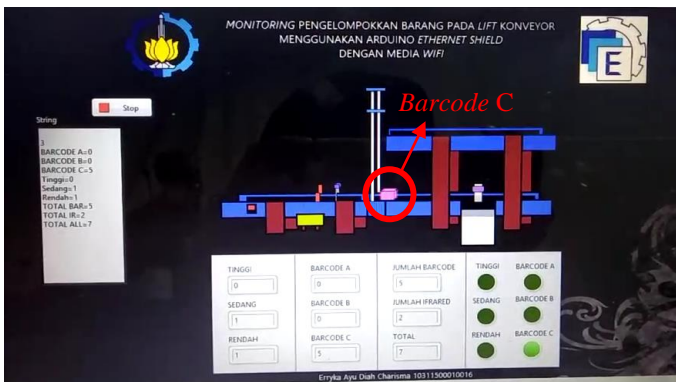 MONITORING PENGELOMPOKKAN BARANG PADA LIFT KONVEYOR
MENGGUNAKAN ARDUINO ETHERNET SHIELD
DENGAN MEDIA WIFI
E
Stop
String
3
BARCODE A=0
BARCODE B=0
BARCODE C=5
Tinggi=0
Sedang=1
Rendah=1
TOTAL BAR=5
TOTAL IR=2
TOTAL ALL=7
Barcode C
TINGGI
0
SEDANG
1
RENDAH
1
BARCODE A
0
BARCODE B
0
BARCODE C
5
JUMLAH BARCODE
5
JUMLAH IFRARED
2
TOTAL
7
TINGGI BARCODE A
SEDANG BARCODE B
RENDAH BARCODE C
Erryka Ayu Diah Charisma 10311500010016